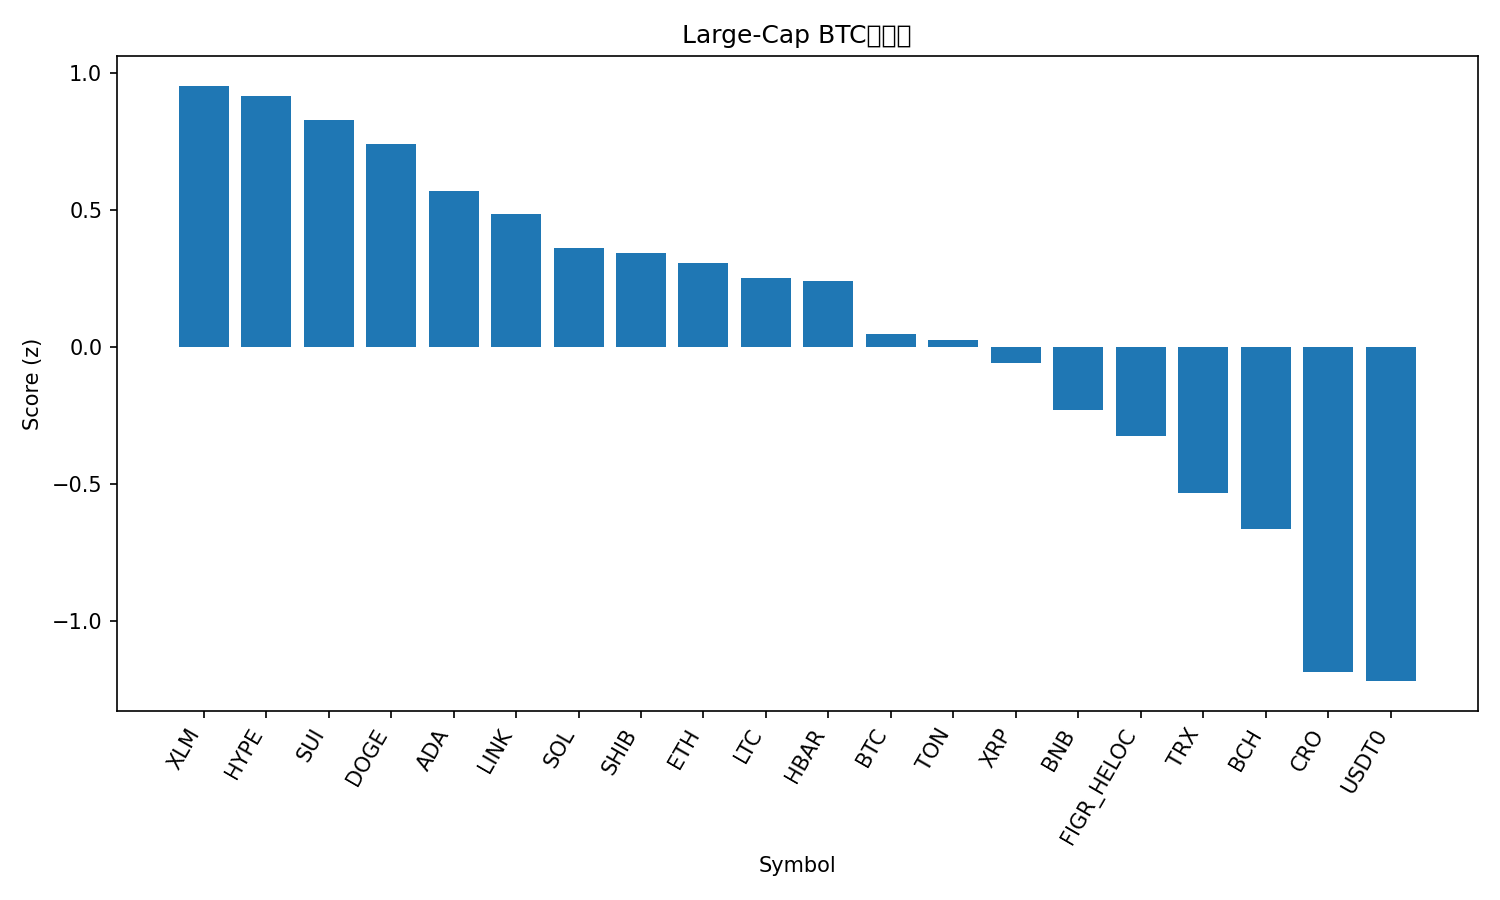 Large-Cap BTC
1.0
0.5
0.0
−0.5
−1.0
Score (z)
XLM
HYPE
SUI
DOGE
ADA
LINK
SOL
SHIB
ETH
LTC
HBAR
BTC
TON
XRP
BNB
FIGR_HELOC
TRX
BCH
CRO
USDT0
Symbol